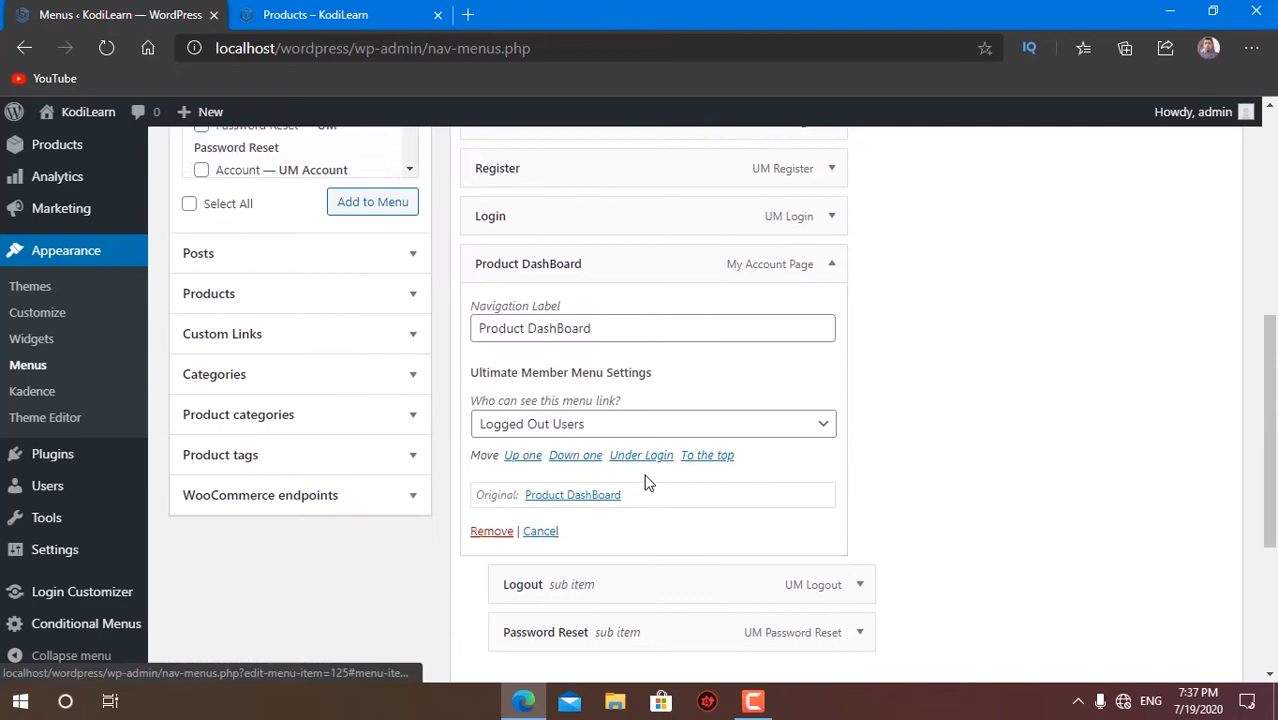 Menus ‹ KodiLearn — WordPress
Products – KodiLearn
localhost/wordpress/wp-admin/nav-menus.php
IQ
YouTube
KodiLearn 0 New
Howdy, admin
Products
Analytics
Marketing
Appearance
Themes
Customize
Widgets
Menus
Kadence
Theme Editor
Plugins
Users
Tools
Settings
Login Customizer
Conditional Menus
Collapse menu
Password Reset — UM
Password Reset
Account — UM Account
Select All
Add to Menu
Posts
Products
Custom Links
Categories
Product categories
Product tags
WooCommerce endpoints
Register UM Register
Login UM Login
Product DashBoard My Account Page
Navigation Label
Product DashBoard
Ultimate Member Menu Settings
Who can see this menu link?
Logged Out Users
Move Up one Down one Under Login To the top
Original: Product DashBoard
Remove | Cancel
Logout sub item UM Logout
Password Reset sub item UM Password Reset
localhost/wordpress/wp-admin/nav-menus.php?edit-menu-item=125#menu-ite...
ENG
7:37 PM
7/19/2020